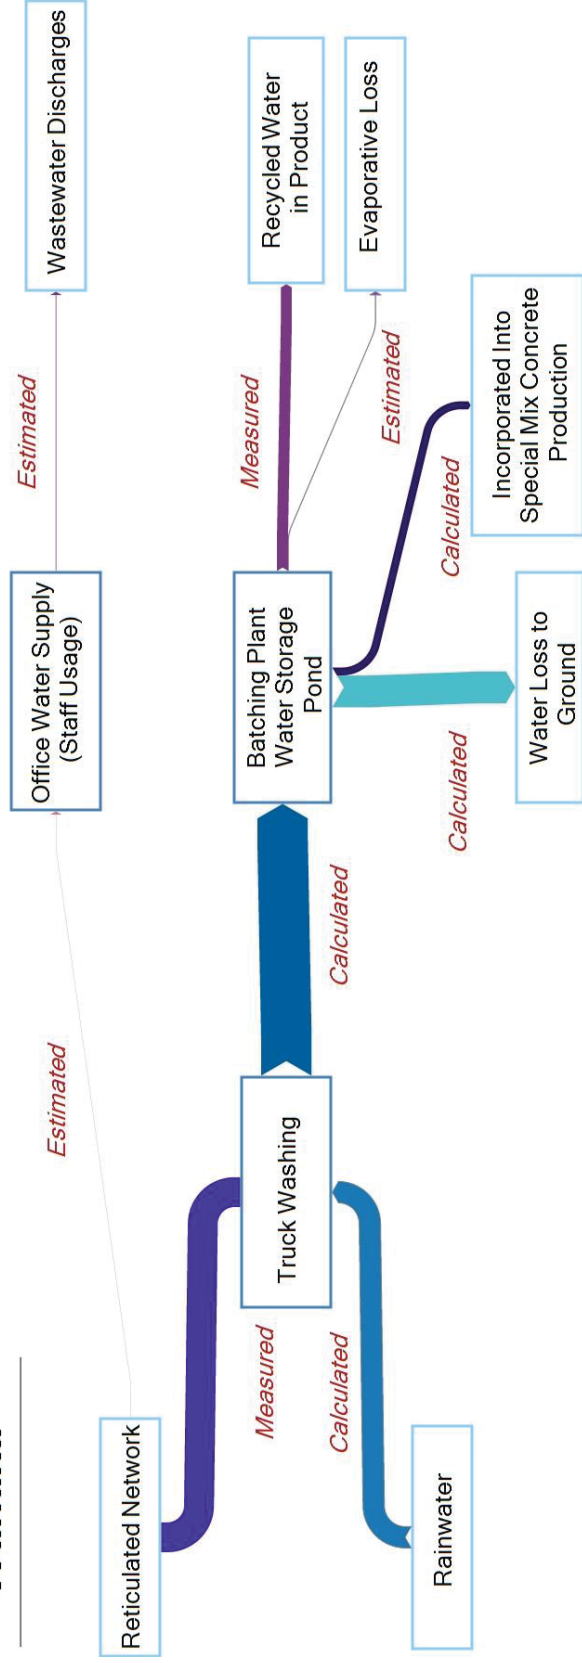 Reticulated Network
Rainwater
Estimated
Measured
Calculated
Truck Washing
Calculated
Office Water Supply
(Staff Usage)
Batching Plant
Water Storage
Pond
Estimated
Measured
Estimated
Calculated
Calculated
Wastewater Discharges
Recycled Water
in Product
Evaporative Loss
Incorporated Into
Special Mix Concrete
Production
Water Loss to
Ground